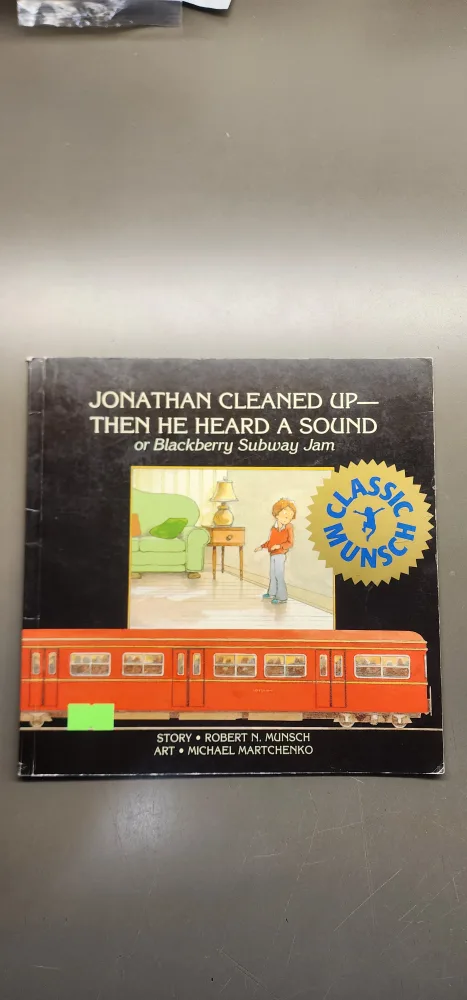 JONATHAN CLEANED UP—
THEN HE HEARD A SOUND
or Blackberry Subway Jam
CLASSIC
MUNSCH
STORY • ROBERT N. MUNSCH
ART • MICHAEL MARTCHENKO